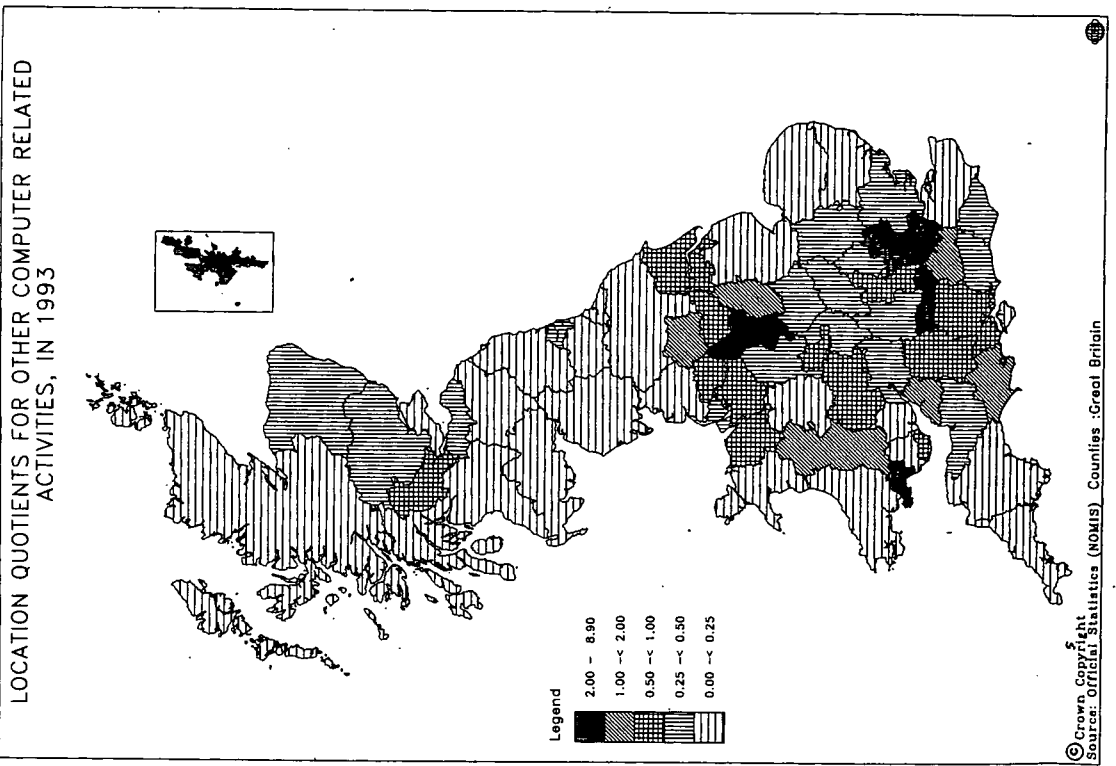 LOCATION QUOTIENTS FOR OTHER COMPUTER RELATED
ACTIVITIES, IN 1993
Legend
2.00 - 8.90
1.00 -< 2.00
0.50 -< 1.00
0.25 -< 0.50
0.00 -< 0.25
© Crown Copyright
Source: Official Statistics (NOMIS) Counties :Great Britain